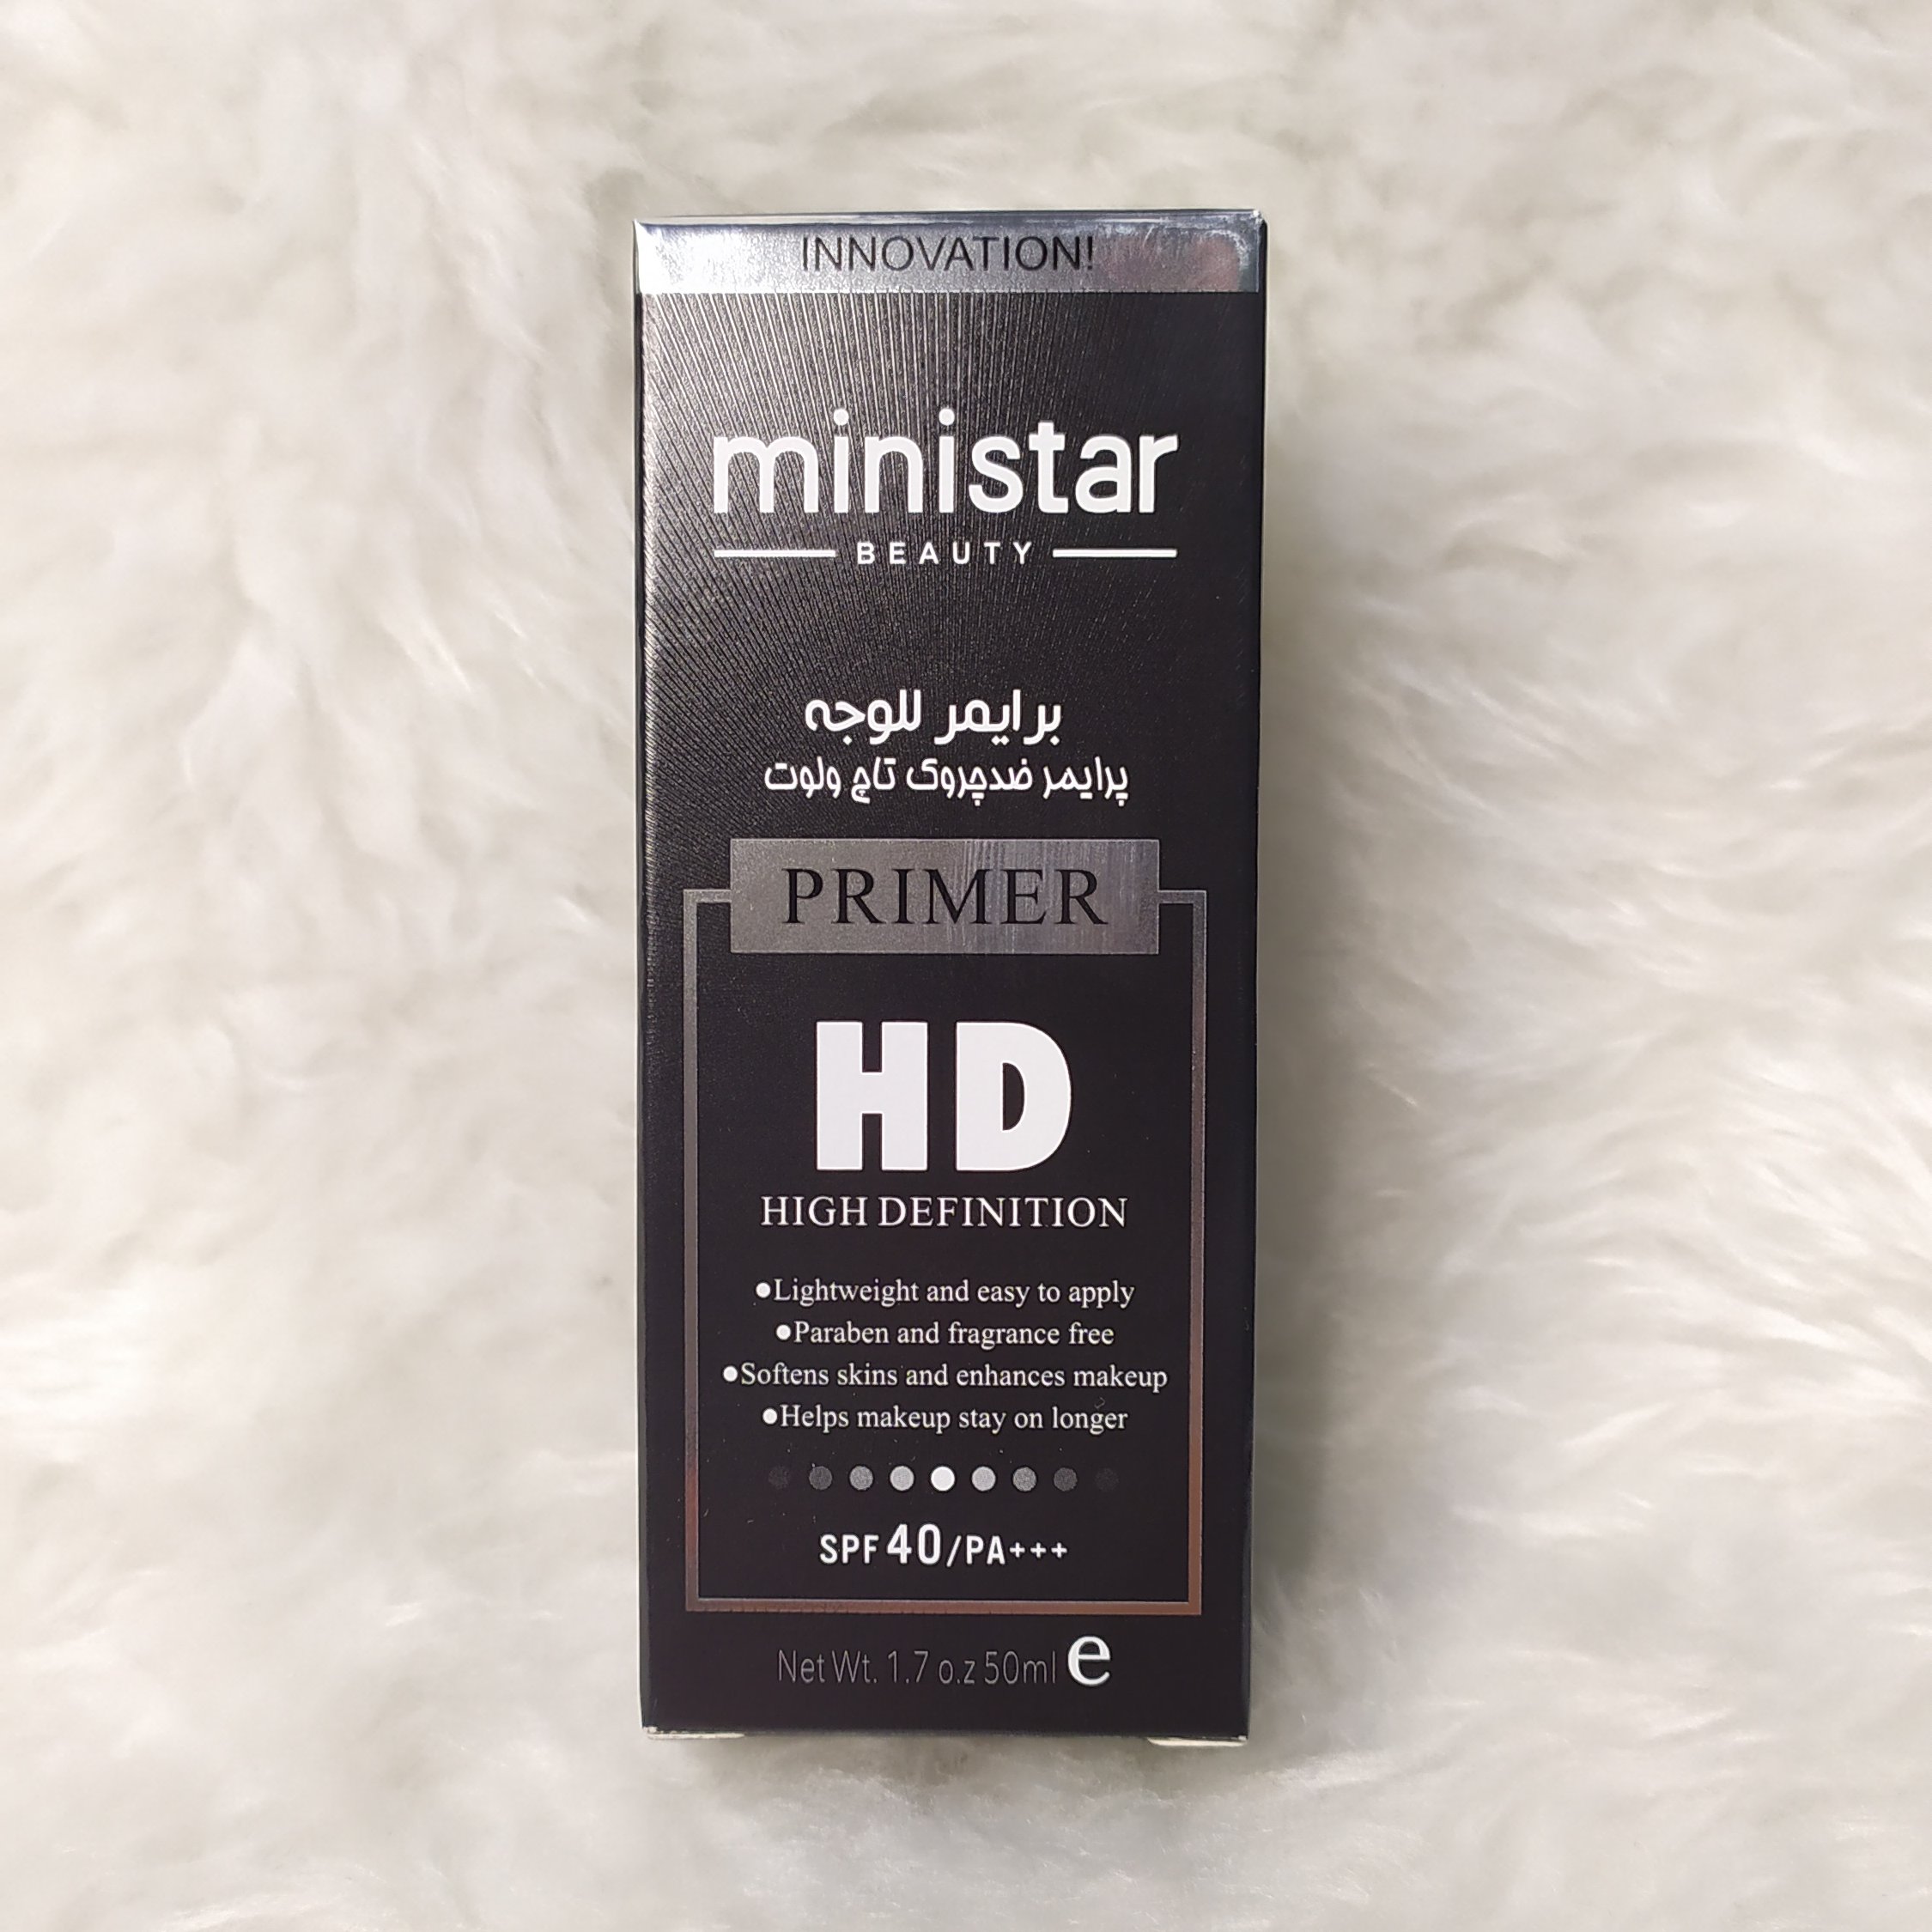 INNOVATION!
ministar
BEAUTY
برايمر للوجه
پرایمر ضدچروک تاچ ولوت
PRIMER
HD
HIGH DEFINITION
●Lightweight and easy to apply
●Paraben and fragrance free
●Softens skins and enhances makeup
●Helps makeup stay on longer
SPF 40/PA+++
Net Wt. 1.7 o.z 50ml e